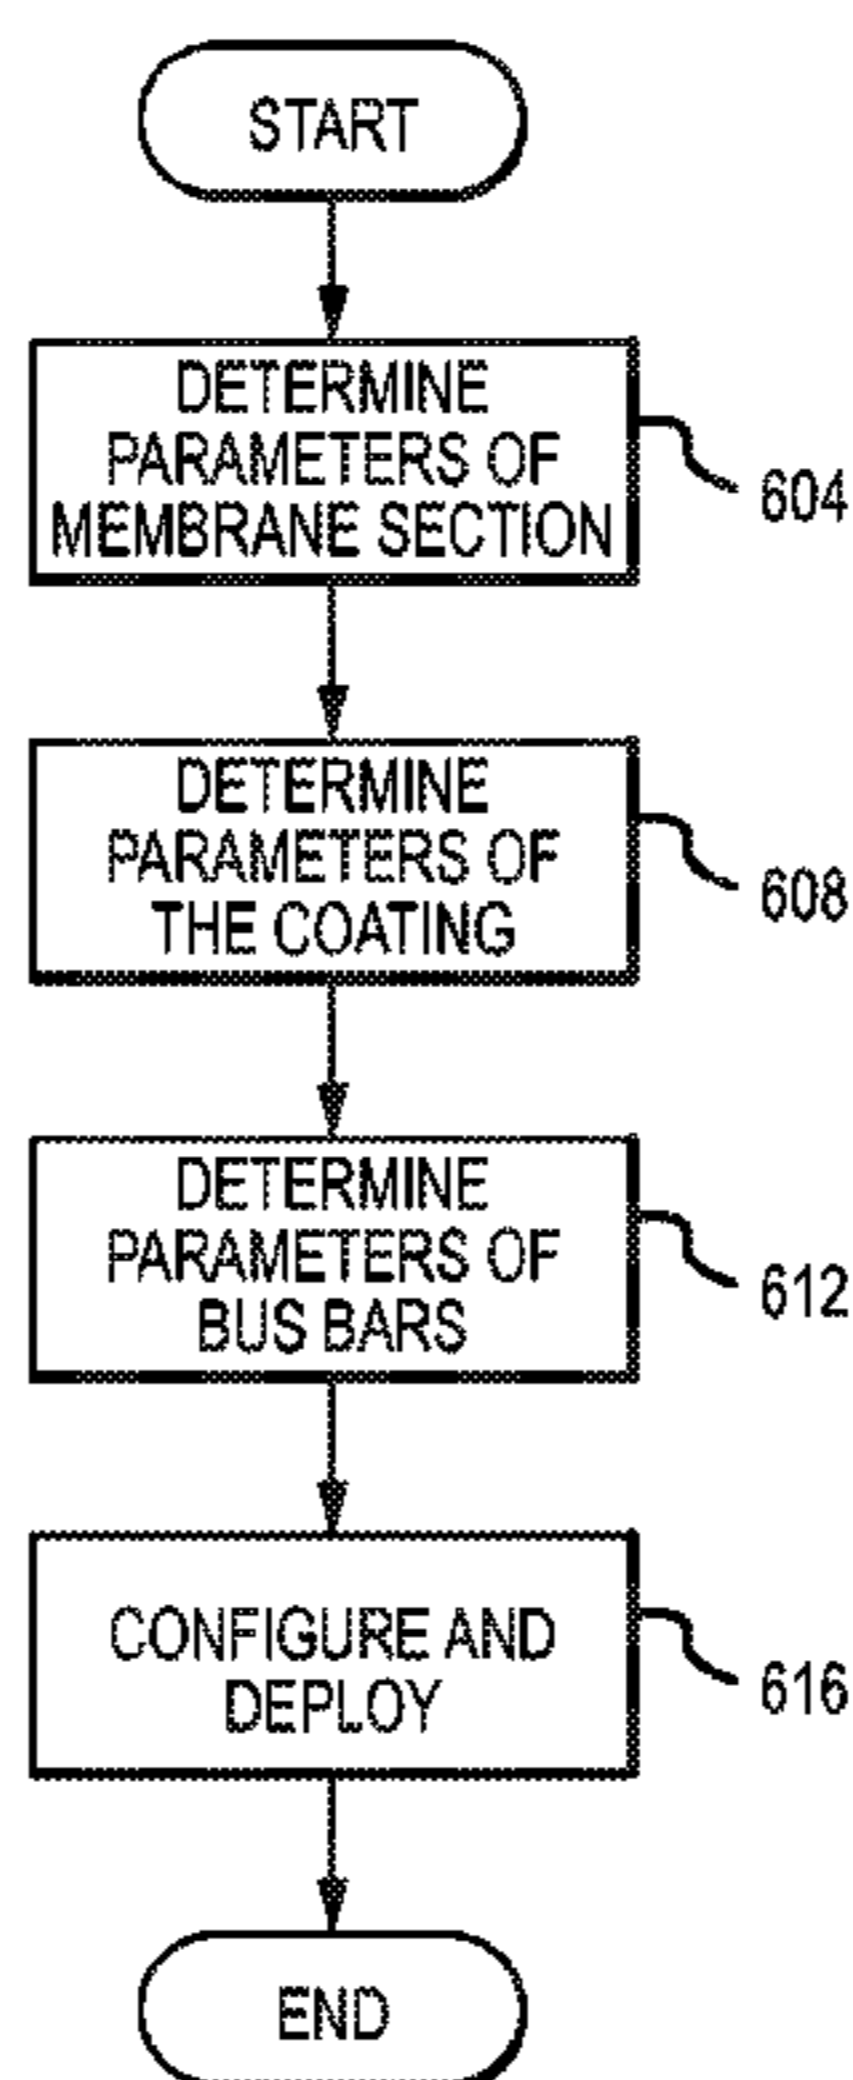 START
DETERMINE
PARAMETERS OF
MEMBRANE SECTION
604
DETERMINE
PARAMETERS OF
THE COATING
608
DETERMINE
PARAMETERS OF
BUS BARS
612
CONFIGURE AND
DEPLOY
616
END